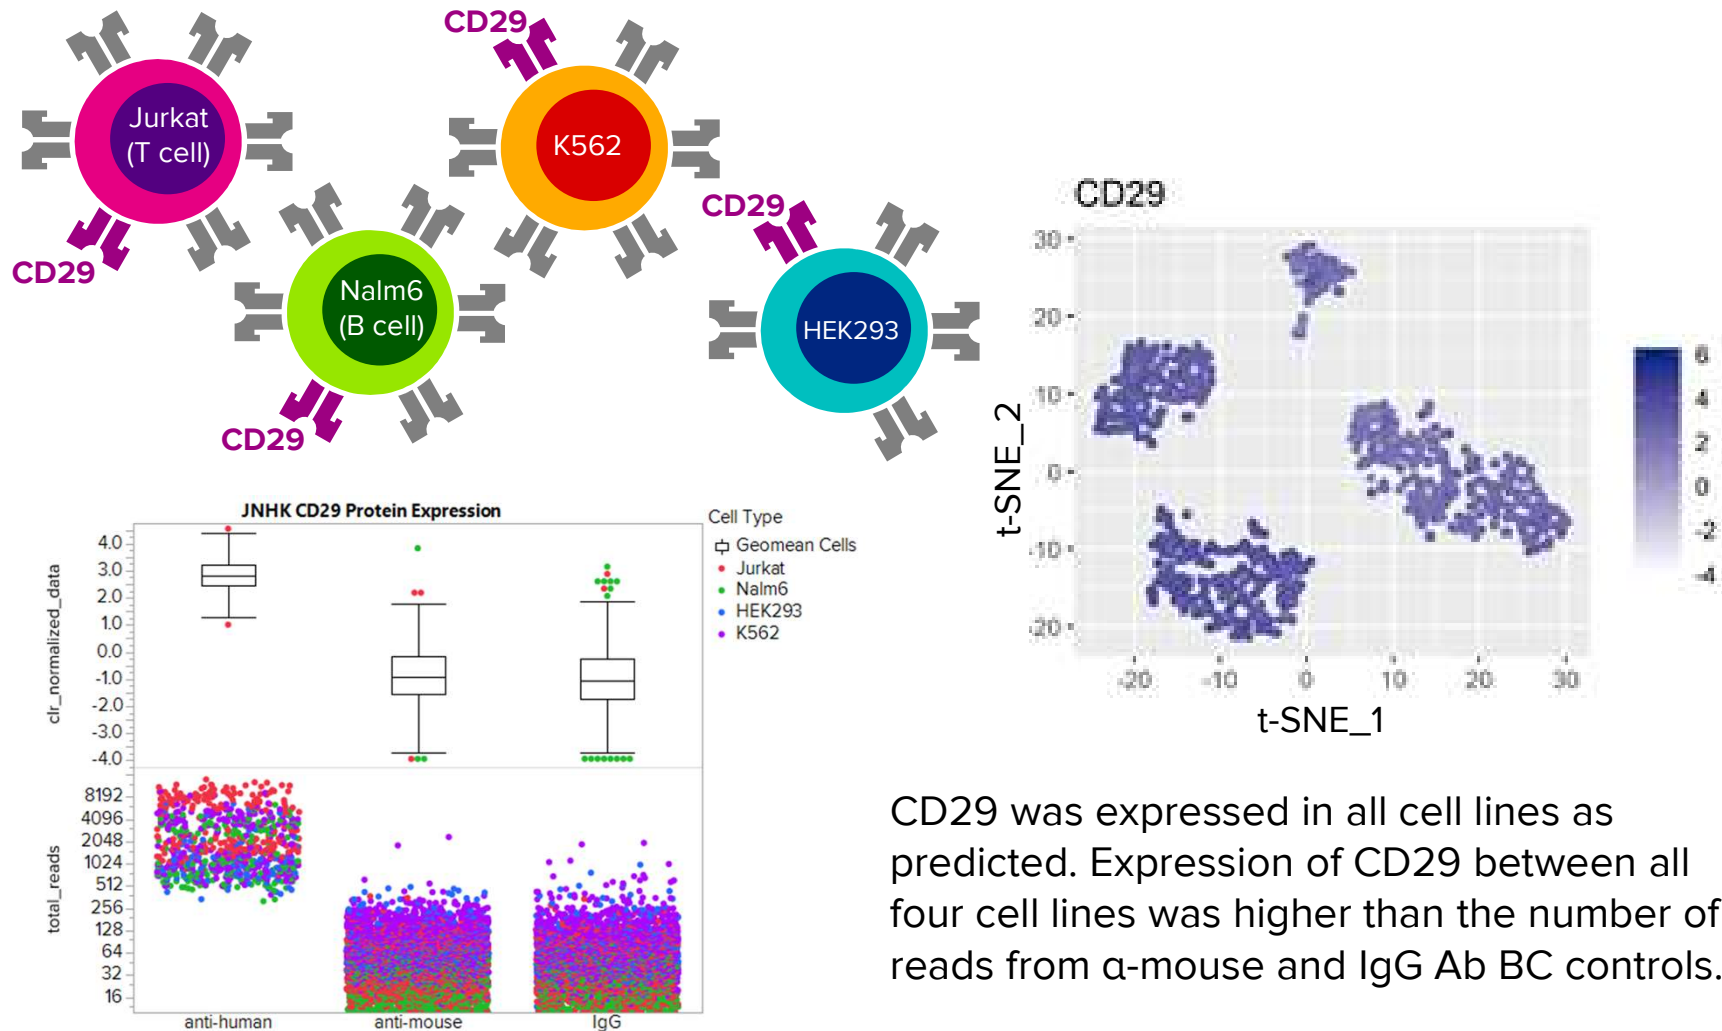 CD29
Jurkat
(T cell)
CD29
K562
Nalm6
(B cell)
CD29
CD29
HEK293
JNHK CD29 Protein Expression
clr_normalized_data
4.0
3.0
2.0
1.0
0.0
-1.0
-2.0
-3.0
-4.0
total_reads
8192
4096
2048
1024
512
256
128
64
32
16
anti-human anti-mouse IgG
Cell Type
Geomean Cells
Jurkat
Nalm6
HEK293
K562
CD29
t-SNE_2
30
20
10
0
-10
-20
-20 -10 0 10 20 30
t-SNE_1
6
4
2
0
-2
-4
CD29 was expressed in all cell lines as
predicted. Expression of CD29 between all
four cell lines was higher than the number of
reads from α-mouse and IgG Ab BC controls.